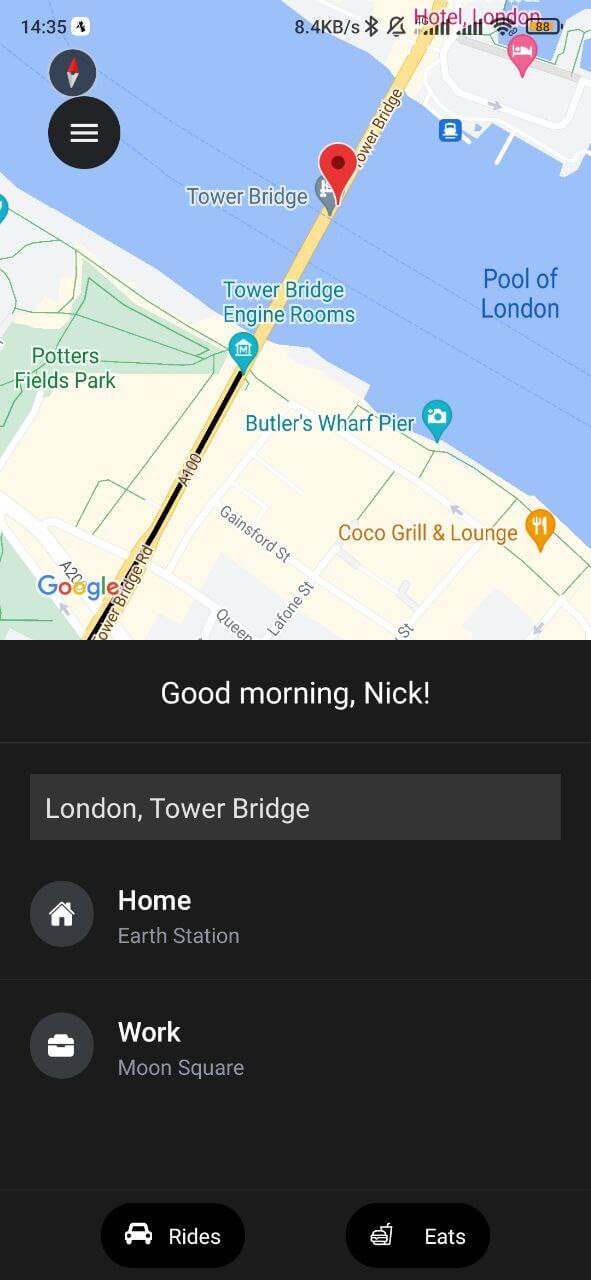 14:35
8.4KB/s
4G
88
Hotel, London
Tower Bridge
Tower Bridge
Tower Bridge
Engine Rooms
Pool of
London
Potters
Fields Park
Butler's Wharf Pier
A100
Gainsford St
Coco Grill & Lounge
Google
Tower Bridge Rd
Lafone St
St
Good morning, Nick!
London, Tower Bridge
Home
Earth Station
Work
Moon Square
Rides
Eats